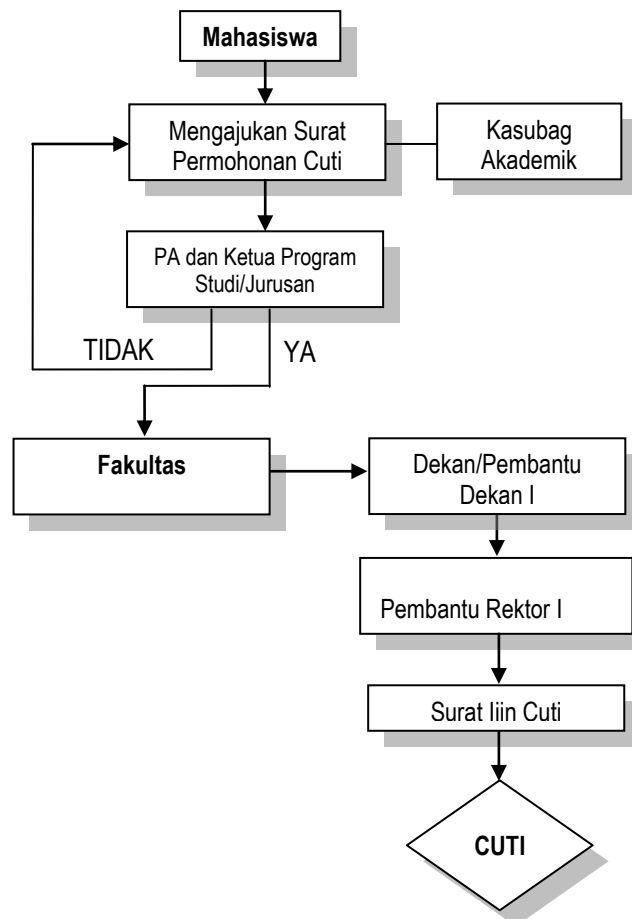 Mahasiswa
Mengajukan Surat
Permohonan Cuti
Kasubag
Akademik
PA dan Ketua Program
Studi/Jurusan
TIDAK
YA
Fakultas
Dekan/Pembantu
Dekan I
Pembantu Rektor I
Surat Iiin Cuti
CUTI